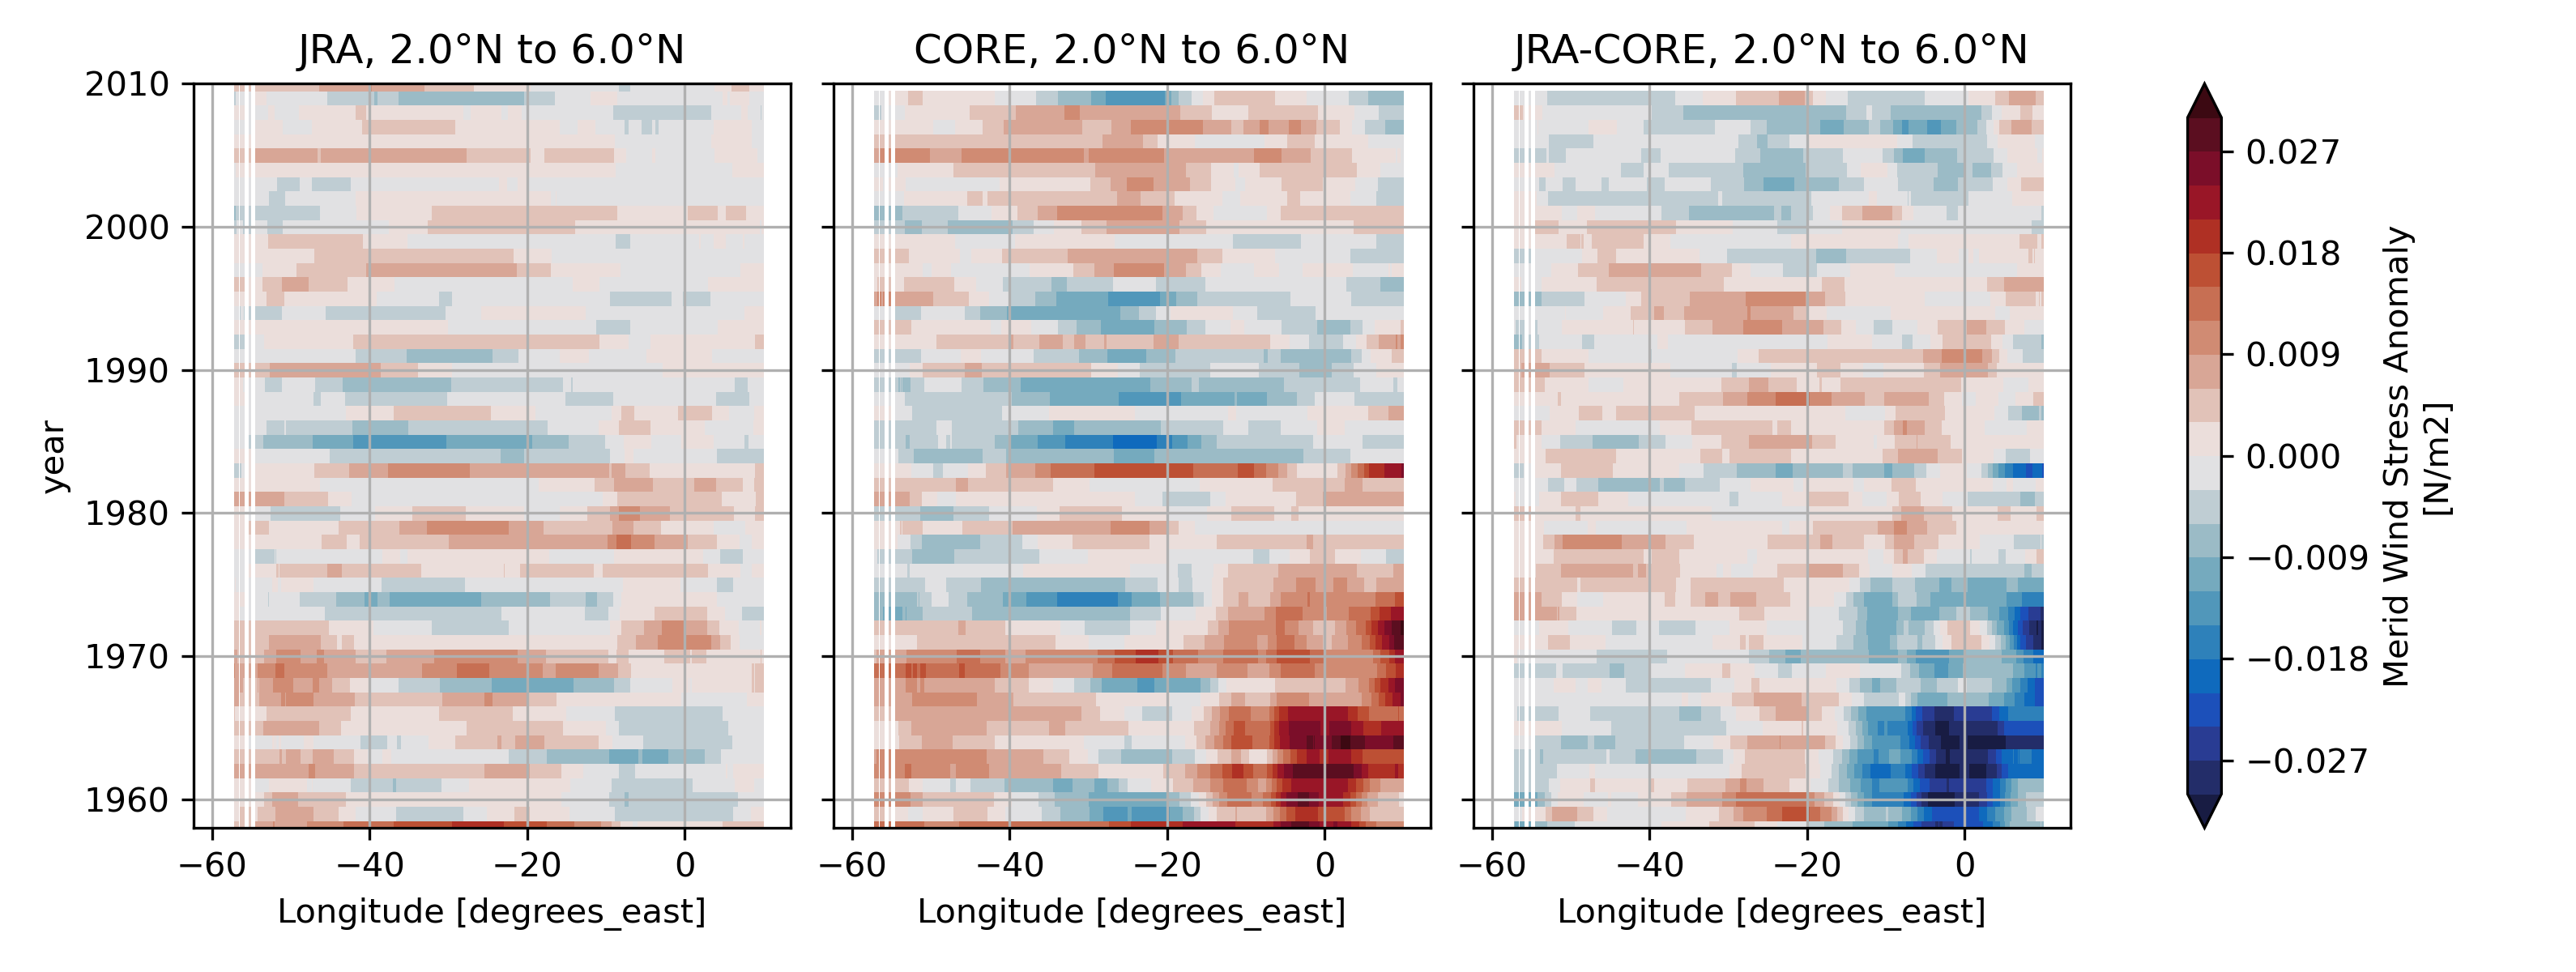 JRA, 2.0°N to 6.0°N
CORE, 2.0°N to 6.0°N
JRA-CORE, 2.0°N to 6.0°N
2010
2000
1990
1980
1970
1960
year
−60 −40 −20 0
−60 −40 −20 0
−60 −40 −20 0
Longitude [degrees_east]
Longitude [degrees_east]
Longitude [degrees_east]
0.027
0.018
0.009
0.000
−0.009
−0.018
−0.027
Merid Wind Stress Anomaly
[N/m2]